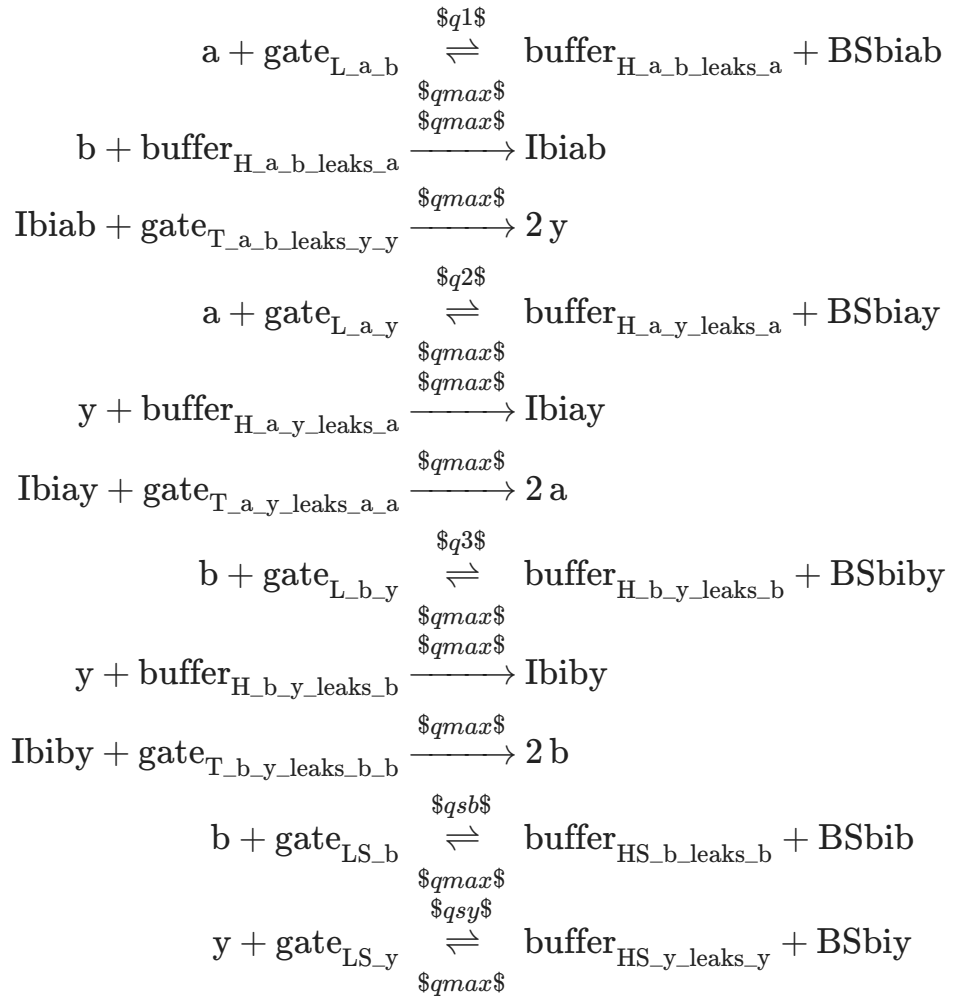 $q1$
a + gate_L_a_b ⇌ buffer_H_a_b_leaks_a + BSbiab
$qmax$
$qmax$
b + buffer_H_a_b_leaks_a ⟶ Ibiab
$qmax$
Ibiab + gate_T_a_b_leaks_y_y ⟶ 2 y
$q2$
a + gate_L_a_y ⇌ buffer_H_a_y_leaks_a + BSbiay
$qmax$
$qmax$
y + buffer_H_a_y_leaks_a ⟶ Ibiay
$qmax$
Ibiay + gate_T_a_y_leaks_a_a ⟶ 2 a
$q3$
b + gate_L_b_y ⇌ buffer_H_b_y_leaks_b + BSbiby
$qmax$
$qmax$
y + buffer_H_b_y_leaks_b ⟶ Ibiby
$qmax$
Ibiby + gate_T_b_y_leaks_b_b ⟶ 2 b
$qsb$
b + gate_LS_b ⇌ buffer_HS_b_leaks_b + BSbib
$qmax$
$qsy$
y + gate_LS_y ⇌ buffer_HS_y_leaks_y + BSbiy
$qmax$